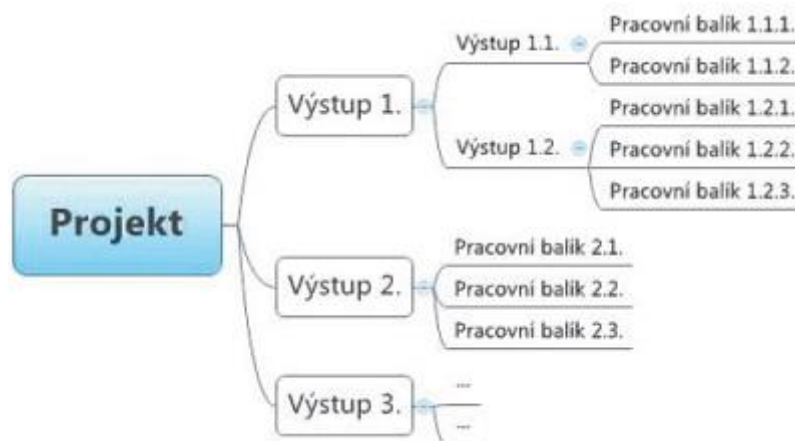 Projekt
Výstup 1.
Výstup 1.1.
Pracovní balík 1.1.1.
Pracovní balík 1.1.2.
Výstup 1.2.
Pracovní balík 1.2.1.
Pracovní balík 1.2.2.
Pracovní balík 1.2.3.
Výstup 2.
Pracovní balík 2.1.
Pracovní balík 2.2.
Pracovní balík 2.3.
Výstup 3.
...
...